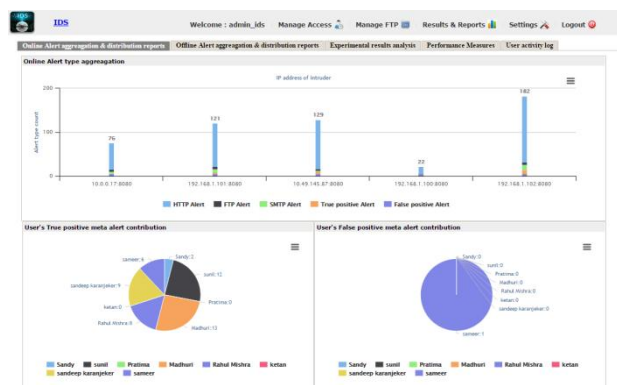 IDS
IDS Welcome : admin_ids Manage Access Manage FTP Results & Reports Settings Logout
Online Alert aggreagation & distribution reports Offline Alert aggreagation & distribution reports Experimental results analysis Performance Measures User activity log
Online Alert type aggreagation
IP address of Intruder
Alert type count
200
100
0
75
121
129
22
182
10.0.0.17:8080 192.168.1.101:8080 10.49.145.87:8080 192.168.1.100:8080 192.168.1.102:8080
HTTP Alert FTP Alert SMTP Alert True positive Alert False positive Alert
User's True positive meta alert contribution
Sandy: 2
sunil: 12
Pratima: 0
Madhuri: 13
Rahul Mishra: 8
ketan: 0
sandeep karanjeker: 9
sameer: 6
Sandy sunil Pratima Madhuri Rahul Mishra ketan
sandeep karanjeker sameer
User's False positive meta alert contribution
Sandy: 0
sunil: 0
Pratima: 0
Madhuri: 0
Rahul Mishra: 0
ketan: 0
sandeep karanjeker: 0
sameer: 1
Sandy sunil Pratima Madhuri Rahul Mishra ketan
sandeep karanjeker sameer